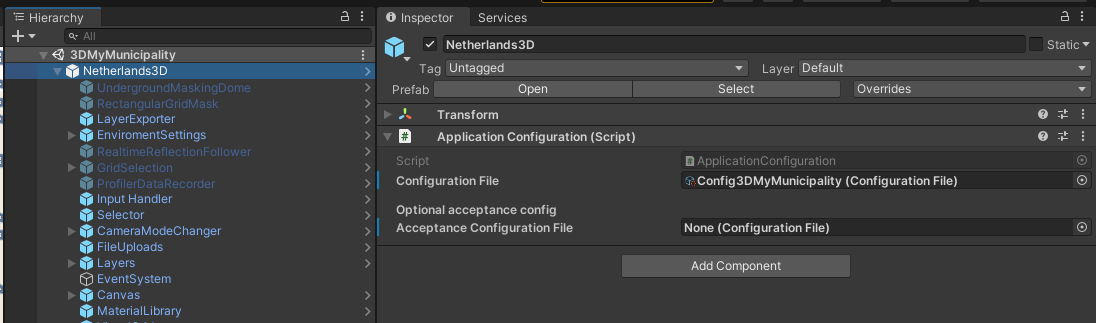 Hierarchy
All
3DMyMunicipality
Netherlands3D
UndergroundMaskingDome
RectangularGridMask
LayerExporter
EnviromentSettings
RealtimeReflectionFollower
GridSelection
ProfilerDataRecorder
Input Handler
Selector
CameraModeChanger
FileUploads
Layers
EventSystem
Canvas
MaterialLibrary
Inspector Services
Netherlands3D Static
Tag Untagged Layer Default
Prefab Open Select Overrides
Transform
# Application Configuration (Script)
Script # ApplicationConfiguration
Configuration File Config3DMyMunicipality (Configuration File)
Optional acceptance config
Acceptance Configuration File None (Configuration File)
Add Component